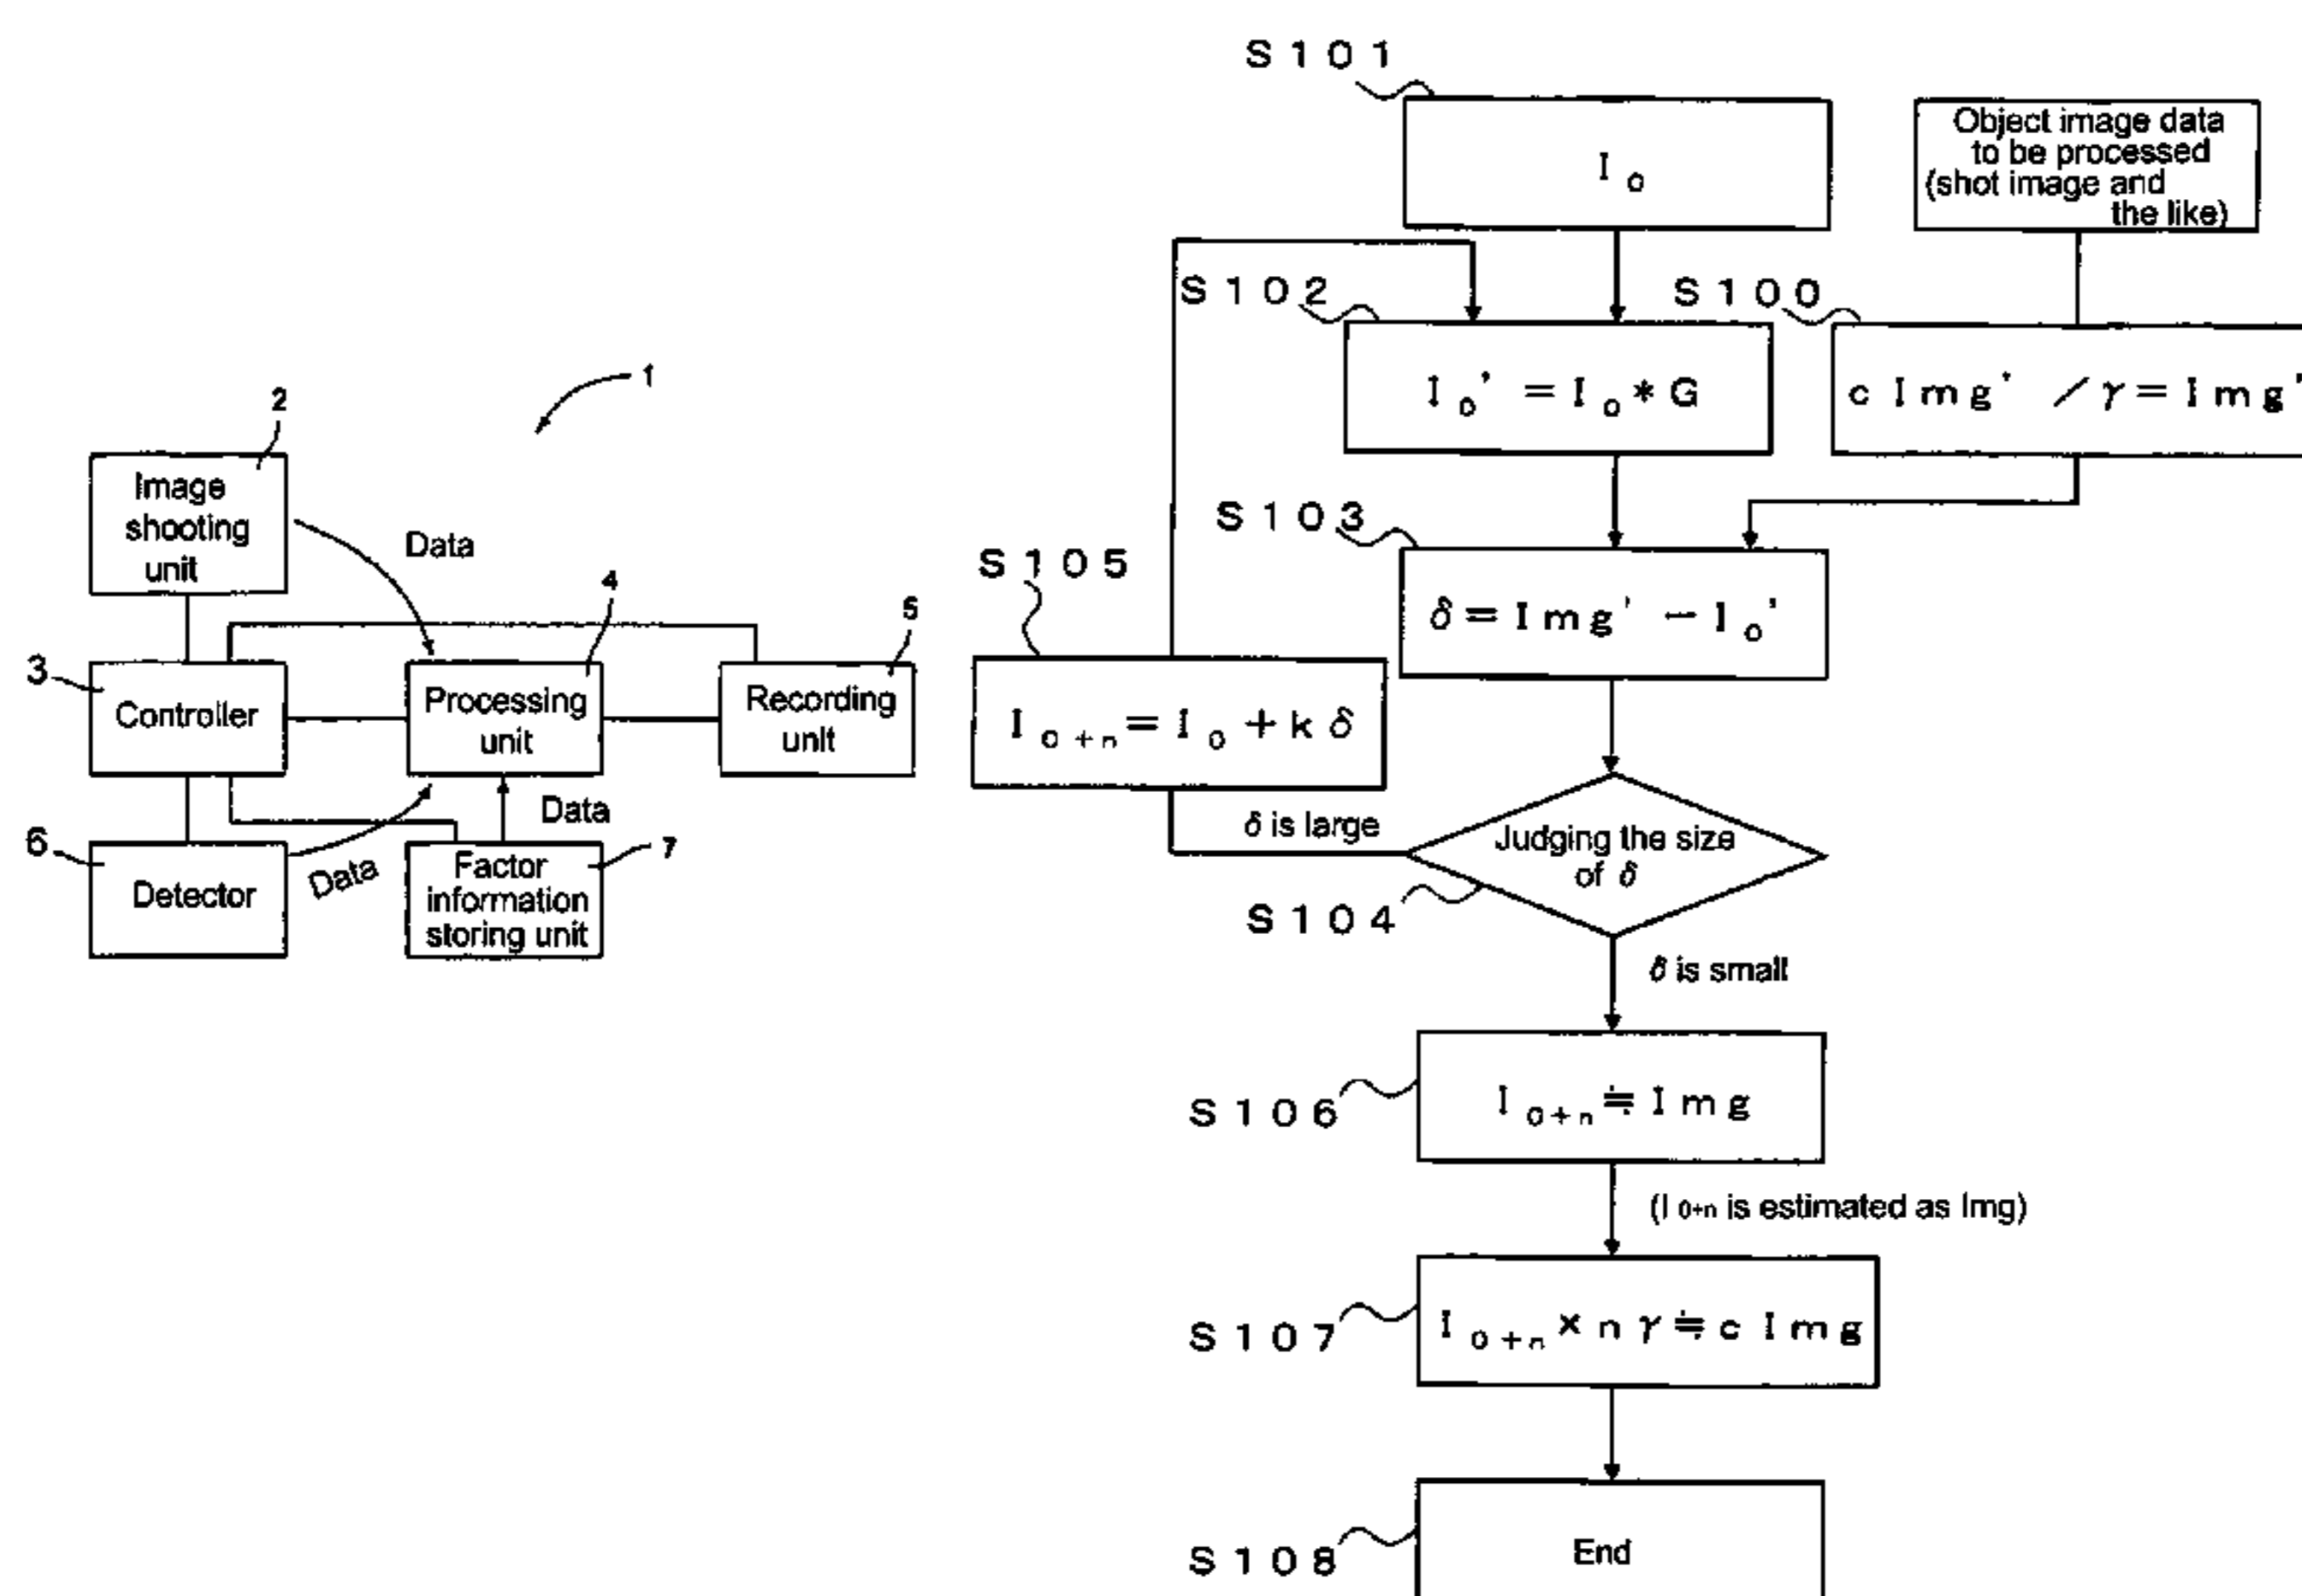 1
2
Image
shooting
unit
Data
3
Controller
4
Processing
unit
5
Recording
unit
6
Detector
Data
Data
7
Factor
information
storing unit
S101
I₀
Object image data
to be processed
(shot image and
the like)
S102
I₀' = I₀ * G
S100
c Img' / γ = Img'
S103
δ = Img' − I₀'
S105
I₀₊ₙ = I₀ + k δ
δ is large
Judging the size
of δ
S104
δ is small
S106
I₀₊ₙ ≒ Img
(I₀₊ₙ is estimated as Img)
S107
I₀₊ₙ × n γ ≒ c Img
S108
End